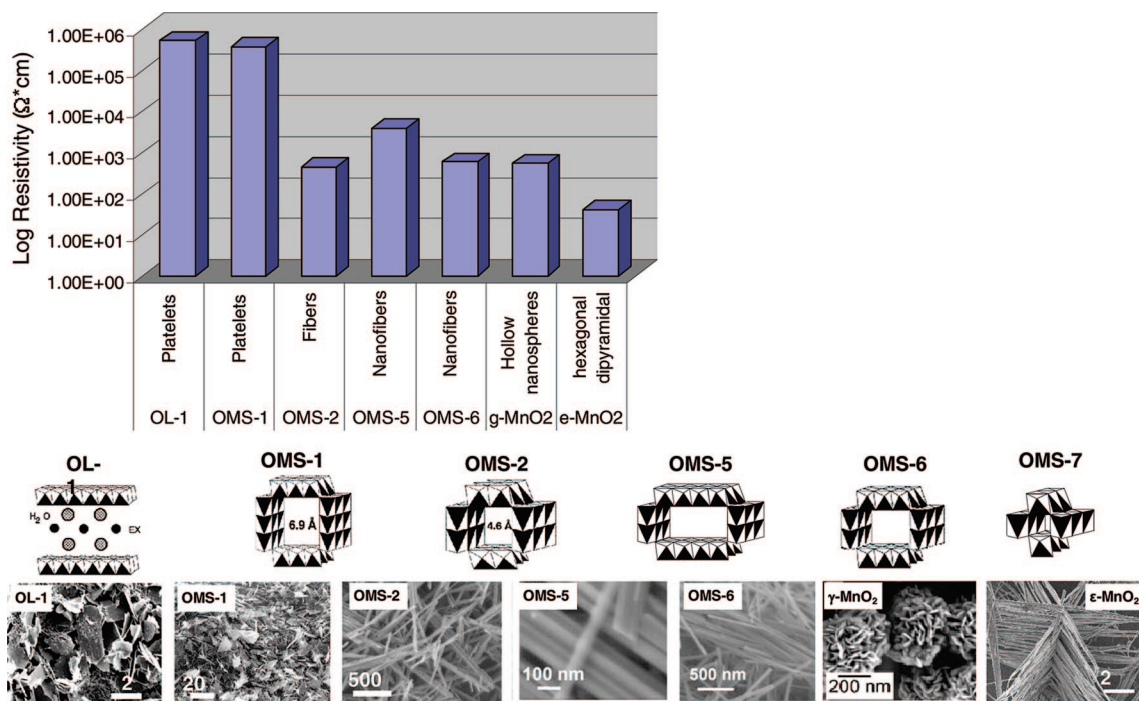 Log Resistivity (Ω*cm)
1.00E+06
1.00E+05
1.00E+04
1.00E+03
1.00E+02
1.00E+01
1.00E+00
Platelets
Platelets
Fibers
Nanofibers
Nanofibers
Hollow
nanospheres
hexagonal
dipyramidal
OL-1 OMS-1 OMS-2 OMS-5 OMS-6 g-MnO2 e-MnO2
OL-
1
OMS-1
OMS-2
OMS-5
OMS-6
OMS-7
H2 O
EX
6.9 Å
4.6 Å
OL-1
2
OMS-1
20
OMS-2
500
OMS-5
100 nm
OMS-6
500 nm
γ-MnO₂
200 nm
ε-MnO₂
2